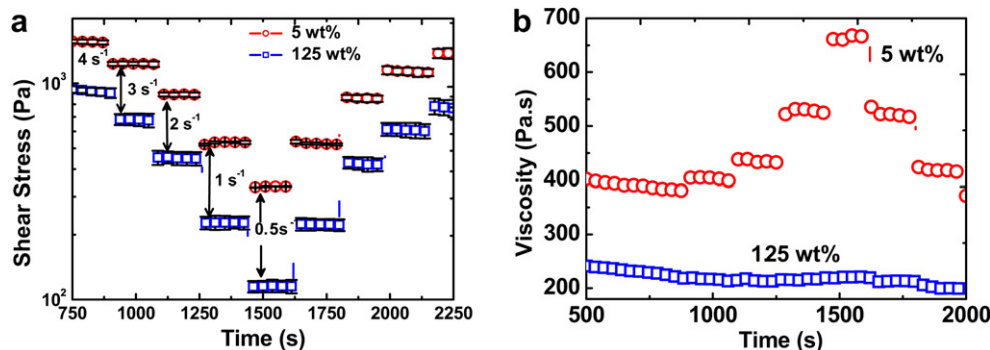 a
5 wt%
125 wt%
4 s⁻¹
3 s⁻¹
2 s⁻¹
1 s⁻¹
0.5s⁻¹
10³
10²
Shear Stress (Pa)
750 1000 1250 1500 1750 2000 2250
Time (s)
b
5 wt%
125 wt%
700
600
500
400
300
200
Viscosity (Pa.s)
500 1000 1500 2000
Time (s)